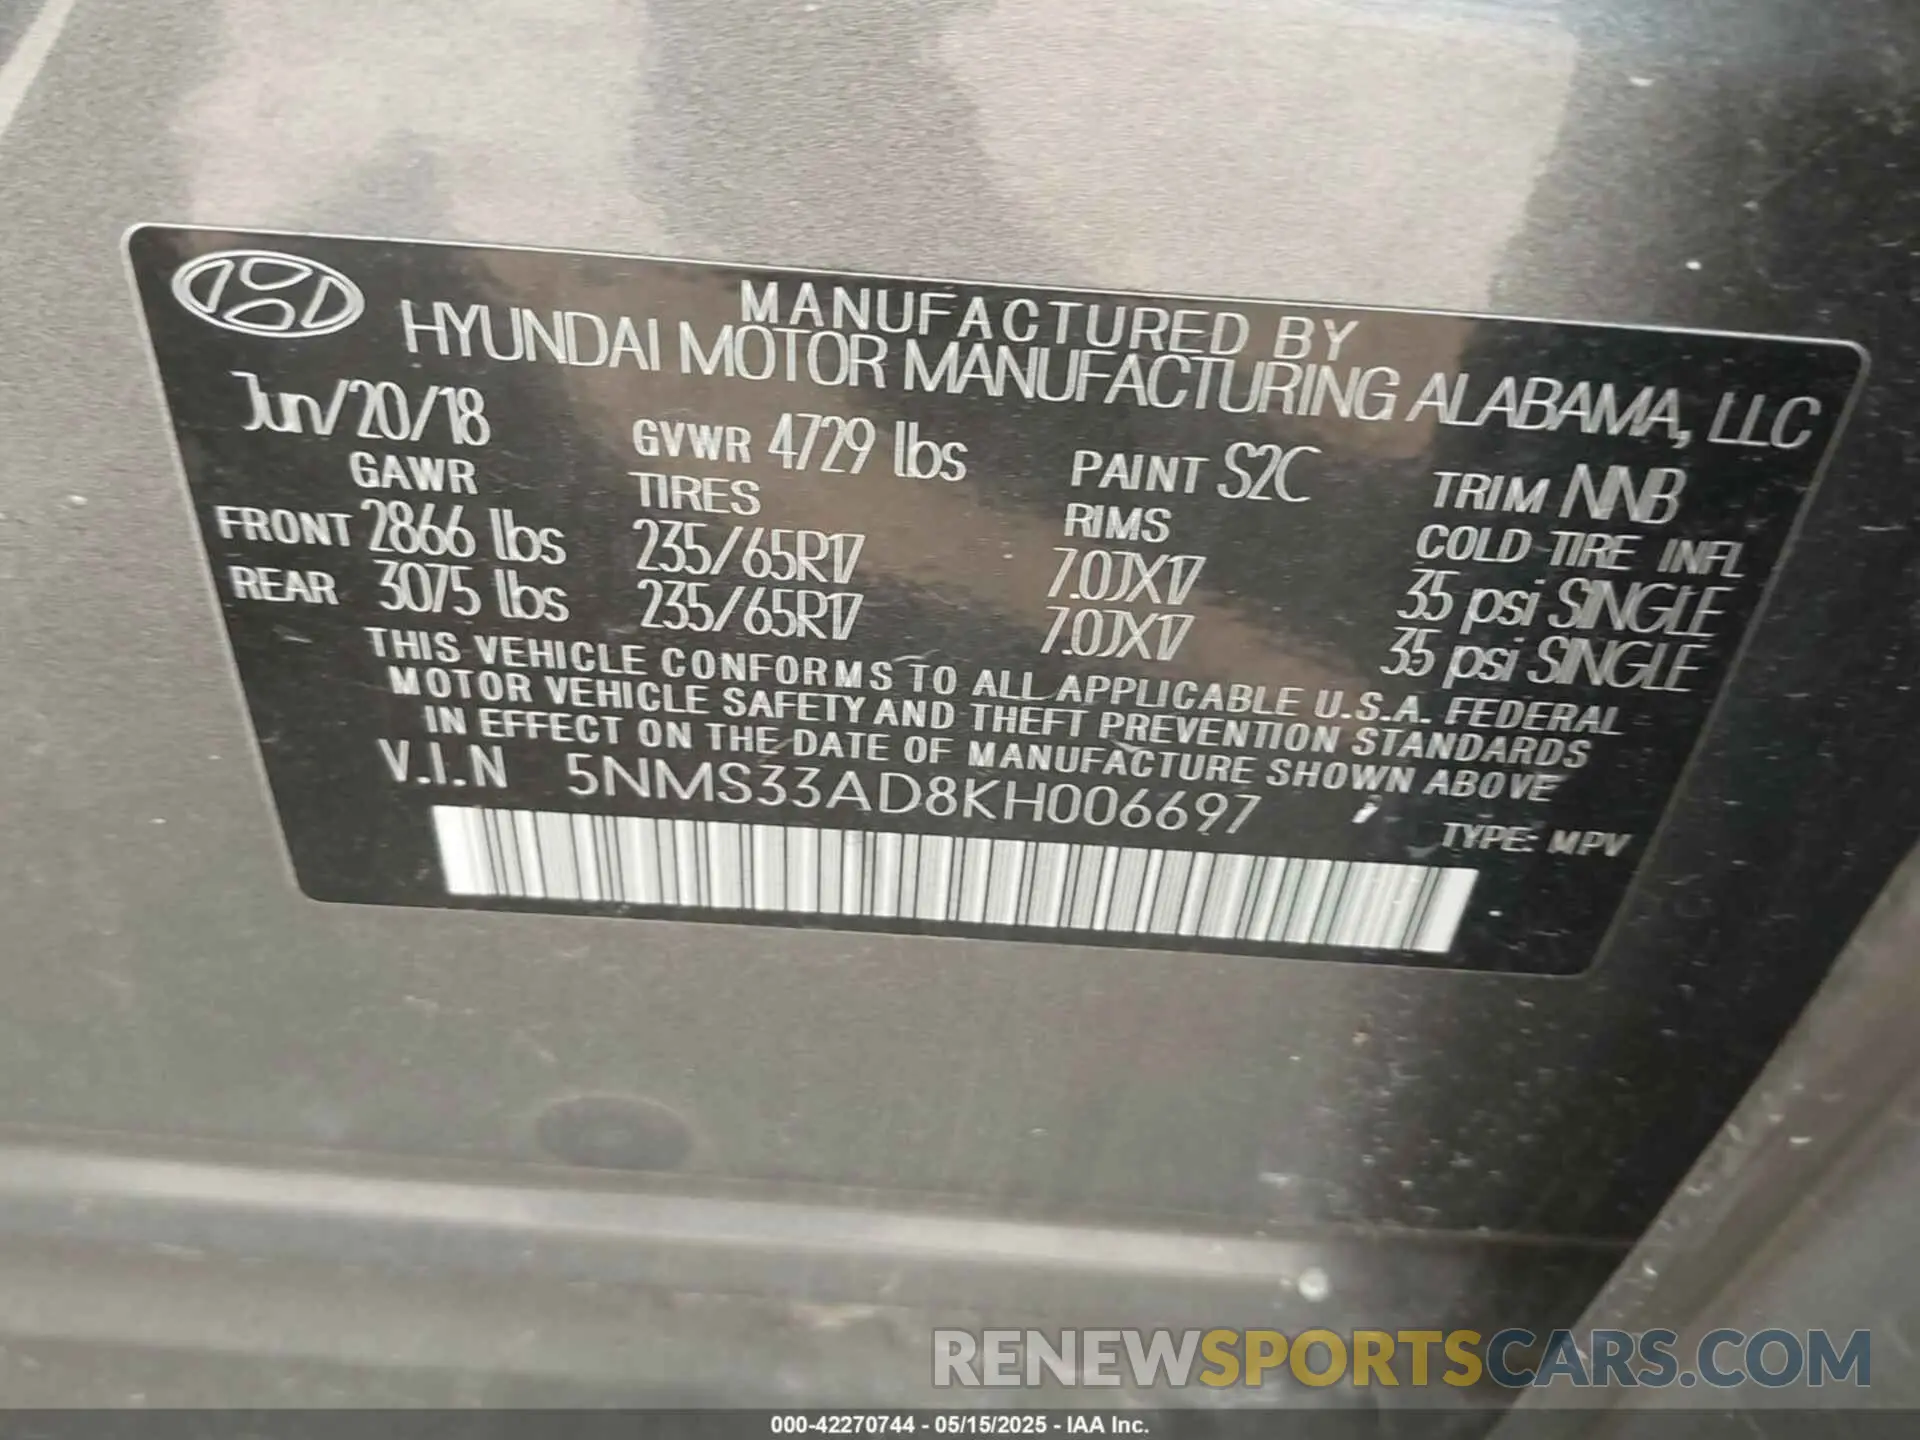 MANUFACTURED BY
HYUNDAI MOTOR MANUFACTURING ALABAMA, LLC
Jun/20/18 GVWR 4729 lbs PAINT S2C TRIM NNB
GAWR TIRES RIMS COLD TIRE INFL
FRONT 2866 lbs 235/65R17 7.0JX17 35 psi SINGLE
REAR 3075 lbs 235/65R17 7.0JX17 35 psi SINGLE
THIS VEHICLE CONFORMS TO ALL APPLICABLE U.S.A. FEDERAL
MOTOR VEHICLE SAFETY AND THEFT PREVENTION STANDARDS
IN EFFECT ON THE DATE OF MANUFACTURE SHOWN ABOVE
V.I.N 5NMS33AD8KH006697
TYPE: MPV
RENEWSPORTSCARS.COM
000-42270744 - 05/15/2025 - IAA Inc.